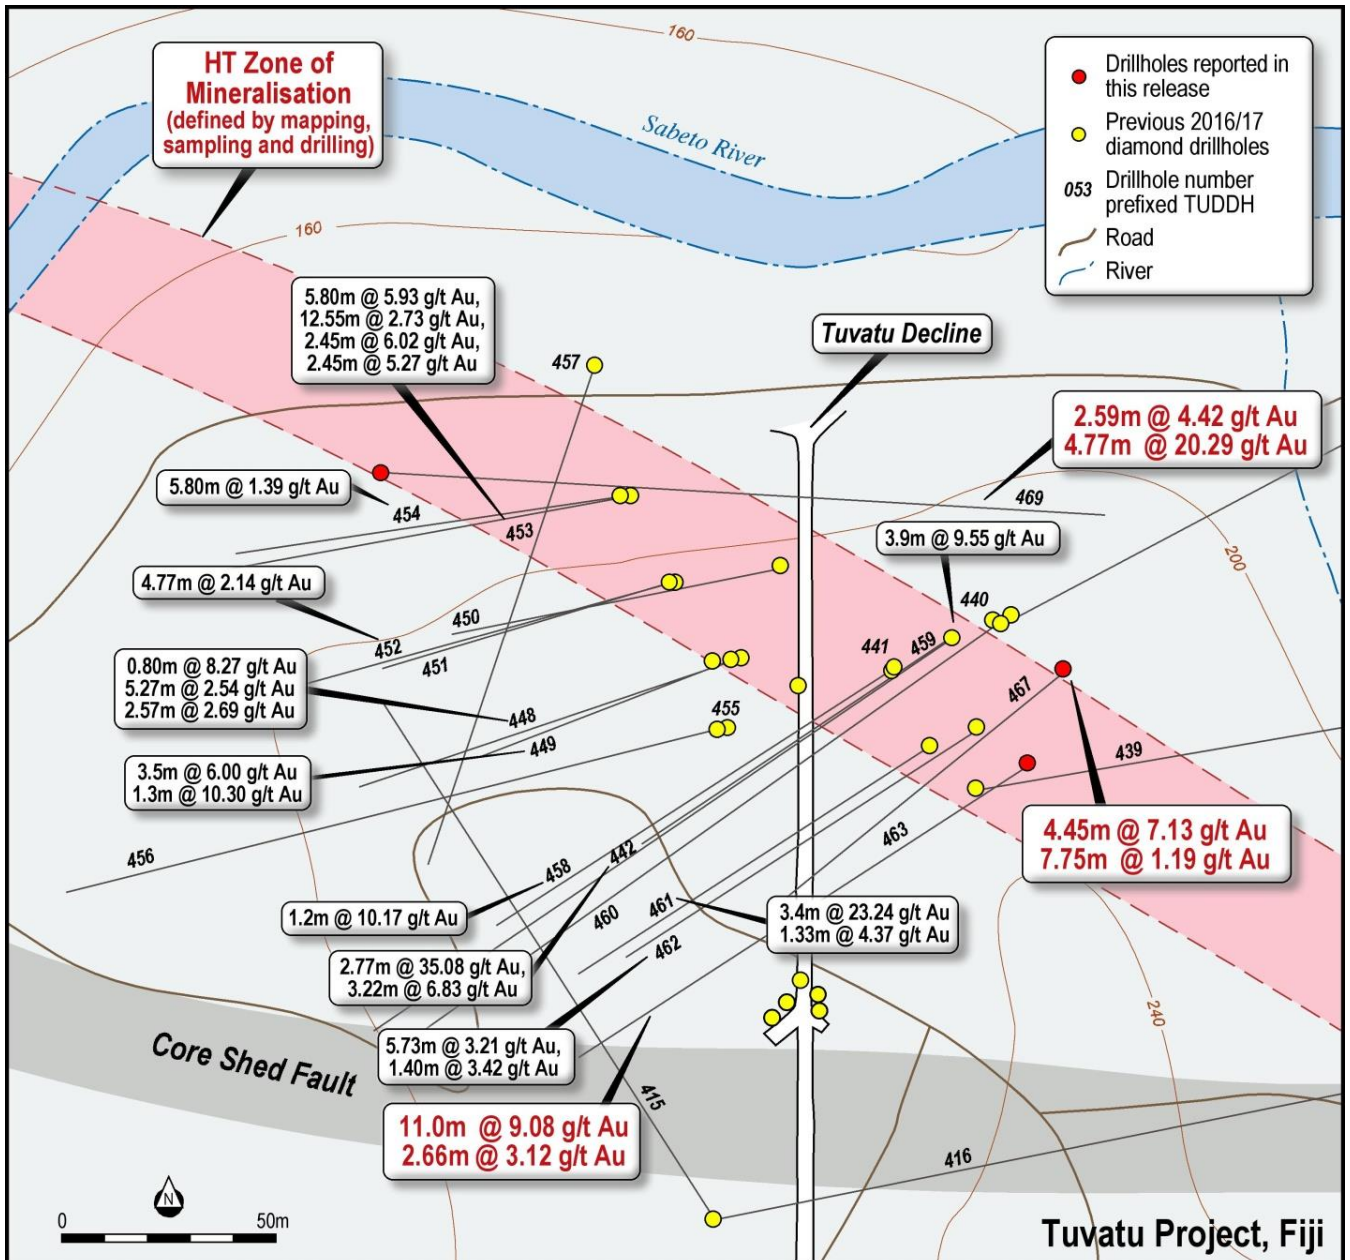 160
HT Zone of
Mineralisation
(defined by mapping,
sampling and drilling)
Sabeto River
Drillholes reported in
this release
Previous 2016/17
diamond drillholes
053 Drillhole number
prefixed TUDDH
Road
River
160
5.80m @ 5.93 g/t Au,
12.55m @ 2.73 g/t Au,
2.45m @ 6.02 g/t Au,
2.45m @ 5.27 g/t Au
457
Tuvatu Decline
2.59m @ 4.42 g/t Au
4.77m @ 20.29 g/t Au
5.80m @ 1.39 g/t Au
454
453
469
3.9m @ 9.55 g/t Au
200
4.77m @ 2.14 g/t Au
450
452
451
440
441
459
467
0.80m @ 8.27 g/t Au
5.27m @ 2.54 g/t Au
2.57m @ 2.69 g/t Au
448
455
449
439
3.5m @ 6.00 g/t Au
1.3m @ 10.30 g/t Au
4.45m @ 7.13 g/t Au
7.75m @ 1.19 g/t Au
463
456
458
442
1.2m @ 10.17 g/t Au
460
461
462
3.4m @ 23.24 g/t Au
1.33m @ 4.37 g/t Au
2.77m @ 35.08 g/t Au,
3.22m @ 6.83 g/t Au
240
Core Shed Fault
5.73m @ 3.21 g/t Au,
1.40m @ 3.42 g/t Au
415
11.0m @ 9.08 g/t Au
2.66m @ 3.12 g/t Au
416
N
0 50m
Tuvatu Project, Fiji